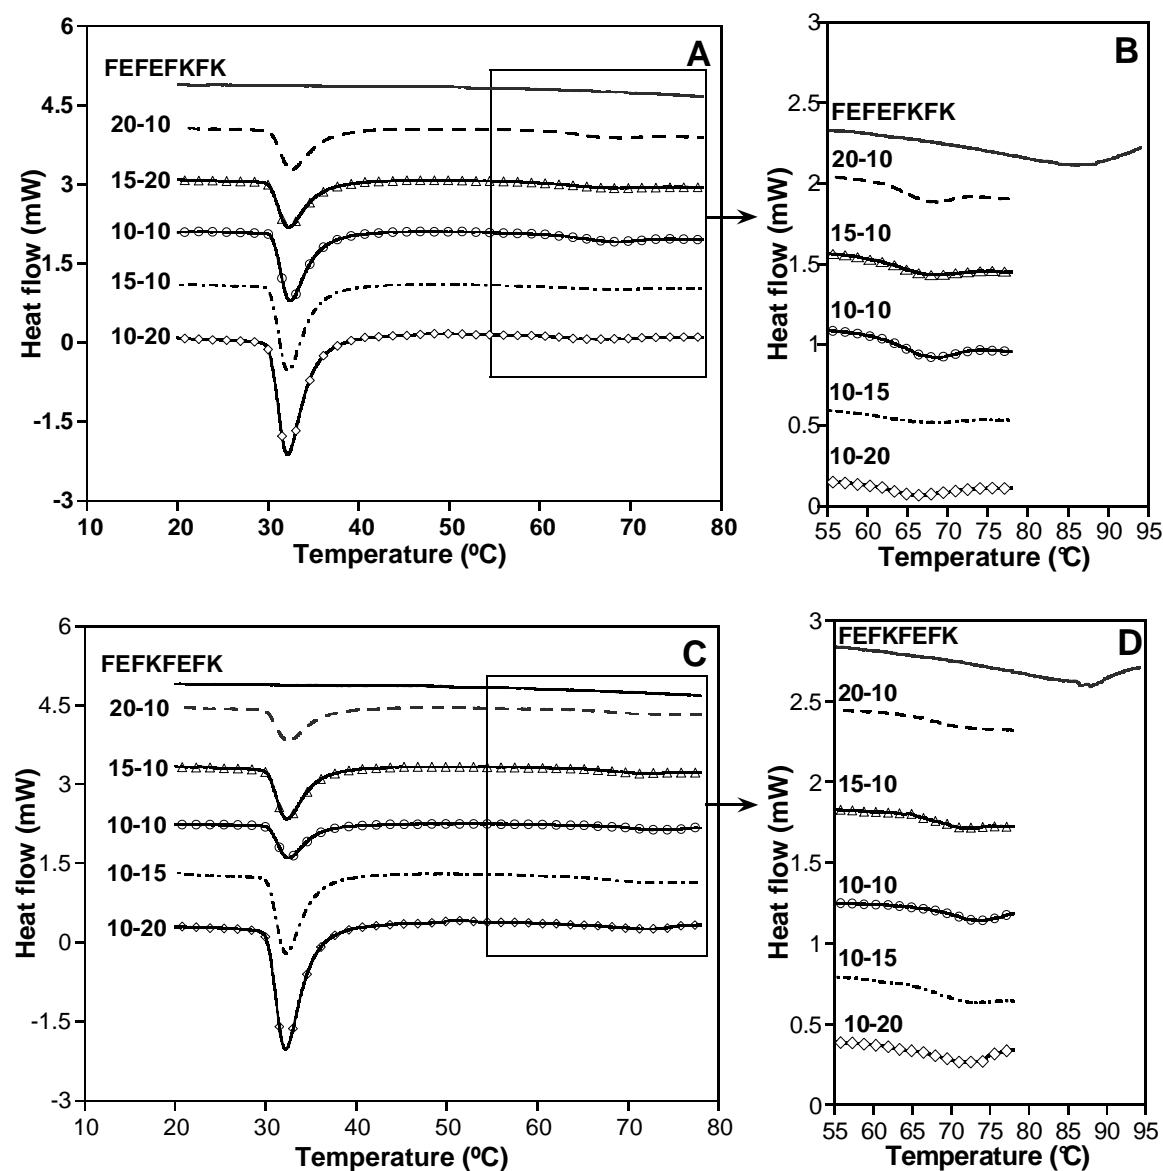 A
6
4.5
3
1.5
0
-1.5
-3
Heat flow (mW)
FEFEFKFK
20-10
15-20
10-10
15-10
10-20
10 20 30 40 50 60 70 80
Temperature (ºC)
B
3
2.5
2
1.5
1
0.5
0
Heat flow (mW)
FEFEFKFK
20-10
15-10
10-10
10-15
10-20
55 60 65 70 75 80 85 90 95
Temperature (°C)
C
6
4.5
3
1.5
0
-1.5
-3
Heat flow (mW)
FEFKFEFK
20-10
15-10
10-10
10-15
10-20
10 20 30 40 50 60 70 80
Temperature (ºC)
D
3
2.5
2
1.5
1
0.5
0
Heat flow (mW)
FEFKFEFK
20-10
15-10
10-10
10-15
10-20
55 60 65 70 75 80 85 90 95
Temperature (°C)